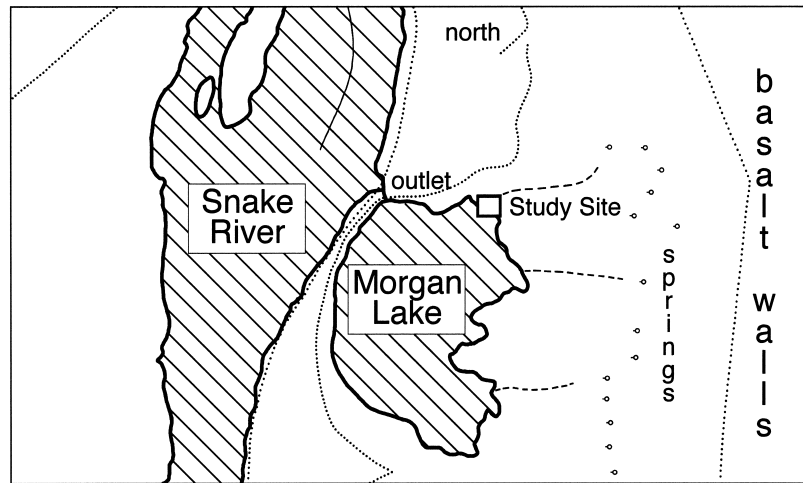 north
outlet
Study Site
Snake
River
Morgan
Lake
springs
basalt walls